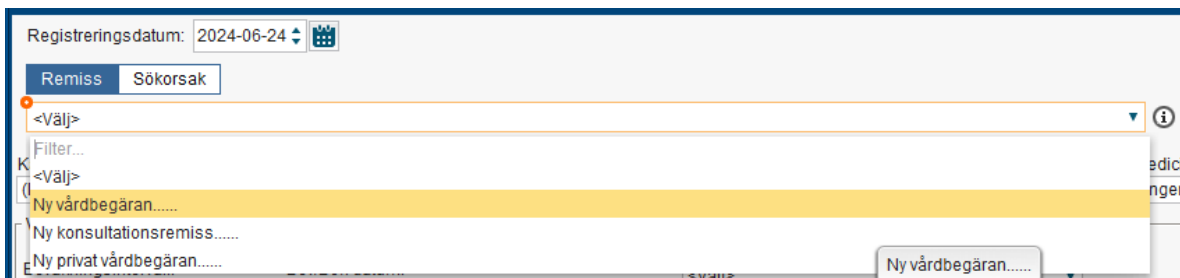 Registreringsdatum: 2024-06-24
Remiss Sökorsak
<Välj>
Filter...
<Välj>
Ny vårdbegäran......
Ny konsultationsremiss......
Ny privat vårdbegäran...... Ny vårdbegäran......